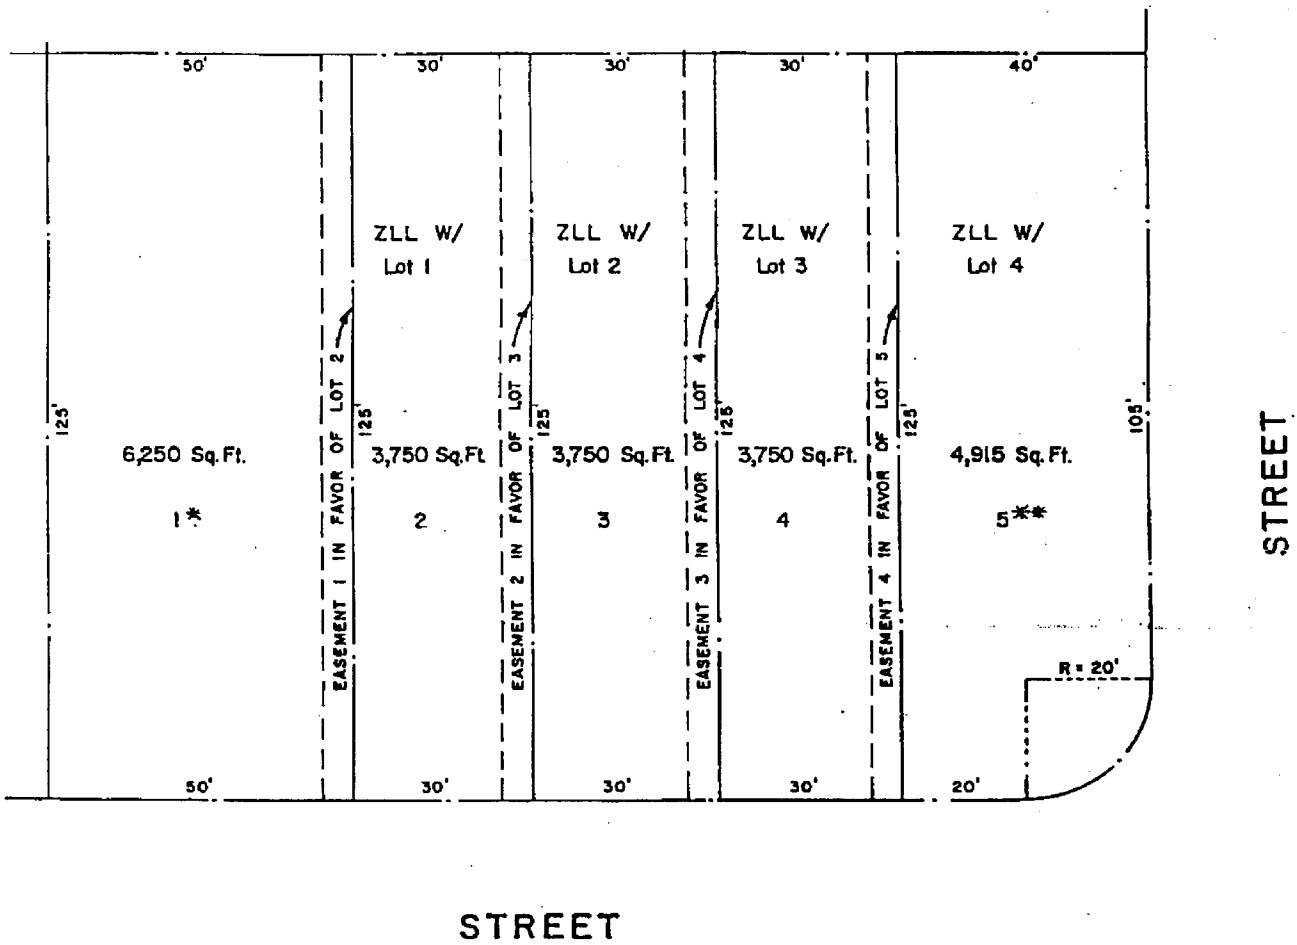 50' 30' 30' 30' 40'
ZLL W/
Lot 1
ZLL W/
Lot 2
ZLL W/
Lot 3
ZLL W/
Lot 4
EASEMENT 1 IN FAVOR OF LOT 2
EASEMENT 2 IN FAVOR OF LOT 3
EASEMENT 3 IN FAVOR OF LOT 4
EASEMENT 4 IN FAVOR OF LOT 5
125' 125' 125' 125' 125' 105'
6,250 Sq.Ft. 3,750 Sq.Ft. 3,750 Sq.Ft. 3,750 Sq.Ft. 4,915 Sq.Ft.
1* 2 3 4 5**
R = 20'
50' 30' 30' 30' 20'
STREET
STREET